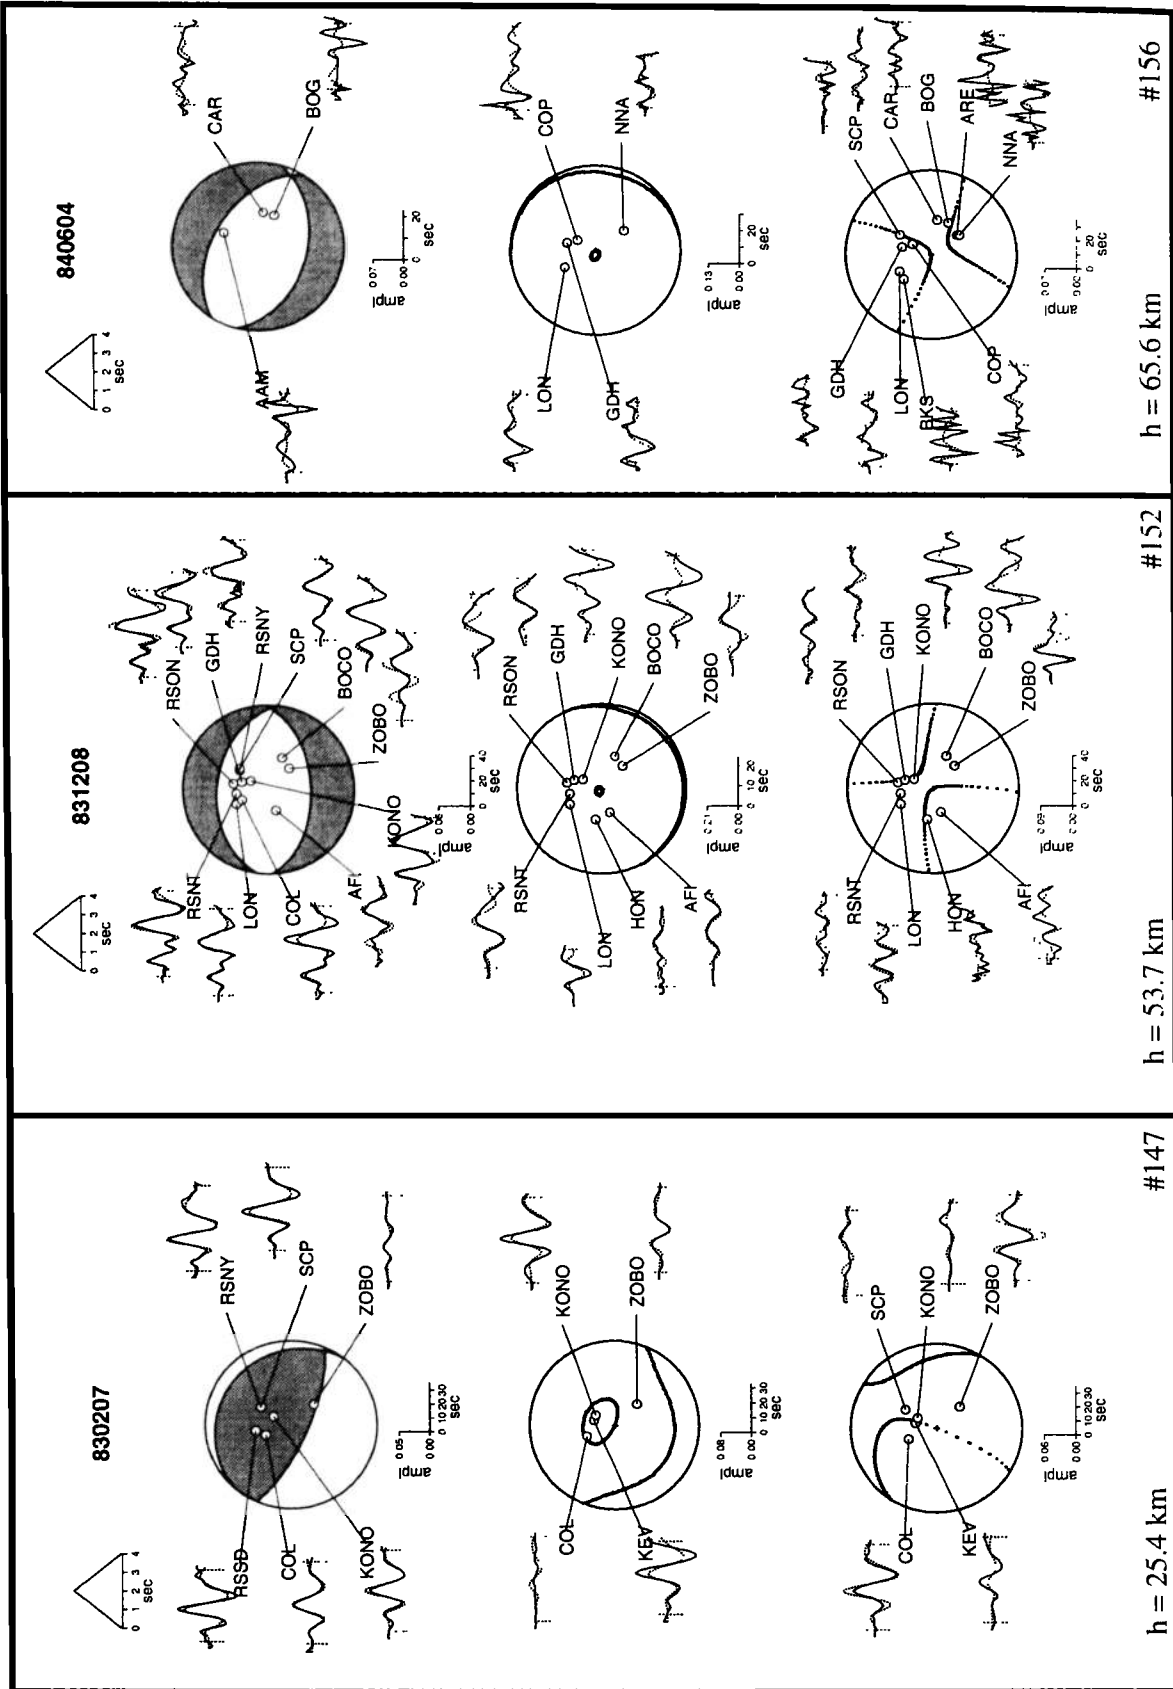 840604
0 1 2 3 4
sec
CAR
BOG
AAM
0.07
0.00
ampl
0 20
sec
COP
NNA
LON
GDH
0.13
0.00
ampl
0 20
sec
SCP
CAR
BOG
ARE
NNA
GDH
LON
BKS
COP
0.00
ampl
0 20
sec
h = 65.6 km
#156
831208
0 1 2 3 4
sec
RSON
GDH
RSNY
SCP
BOCO
ZOBO
RSNT
LON
COL
AFI
KONO
0.00
ampl
0 20 40
sec
RSON
GDH
KONO
BOCO
ZOBO
RSNT
LON
HON
AFI
0.21
0.00
ampl
0 10 20
sec
RSON
GDH
KONO
BOCO
ZOBO
RSNT
LON
HON
AFI
0.09
0.00
ampl
0 20 40
sec
h = 53.7 km
#152
830207
0 1 2 3 4
sec
RSNY
SCP
ZOBO
RSSD
COL
KONO
0.05
0.00
ampl
0 10 20 30
sec
KONO
ZOBO
COL
KEV
0.08
0.00
ampl
0 10 20 30
sec
SCP
KONO
ZOBO
COL
KEV
0.06
0.00
ampl
0 10 20 30
sec
h = 25.4 km
#147